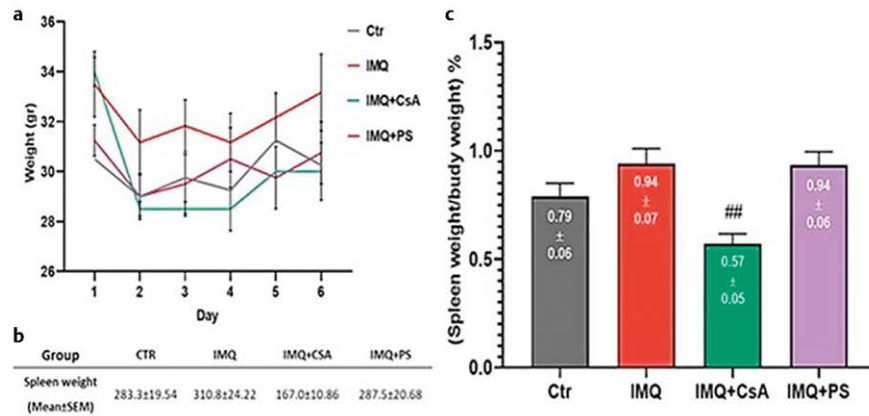 a
36
34
32
30
28
26
Weight (gr)
1 2 3 4 5 6
Day
Ctr
IMQ
IMQ+CsA
IMQ+PS
b
Group CTR IMQ IMQ+CSA IMQ+PS
Spleen weight
(Mean±SEM)
283.3±19.54 310.8±24.22 167.0±10.86 287.5±20.68
c
(Spleen weight/budy weight) %
1.5
1.0
0.5
0.0
0.79
±
0.06
0.94
±
0.07
##
0.57
±
0.05
0.94
±
0.06
Ctr IMQ IMQ+CsA IMQ+PS